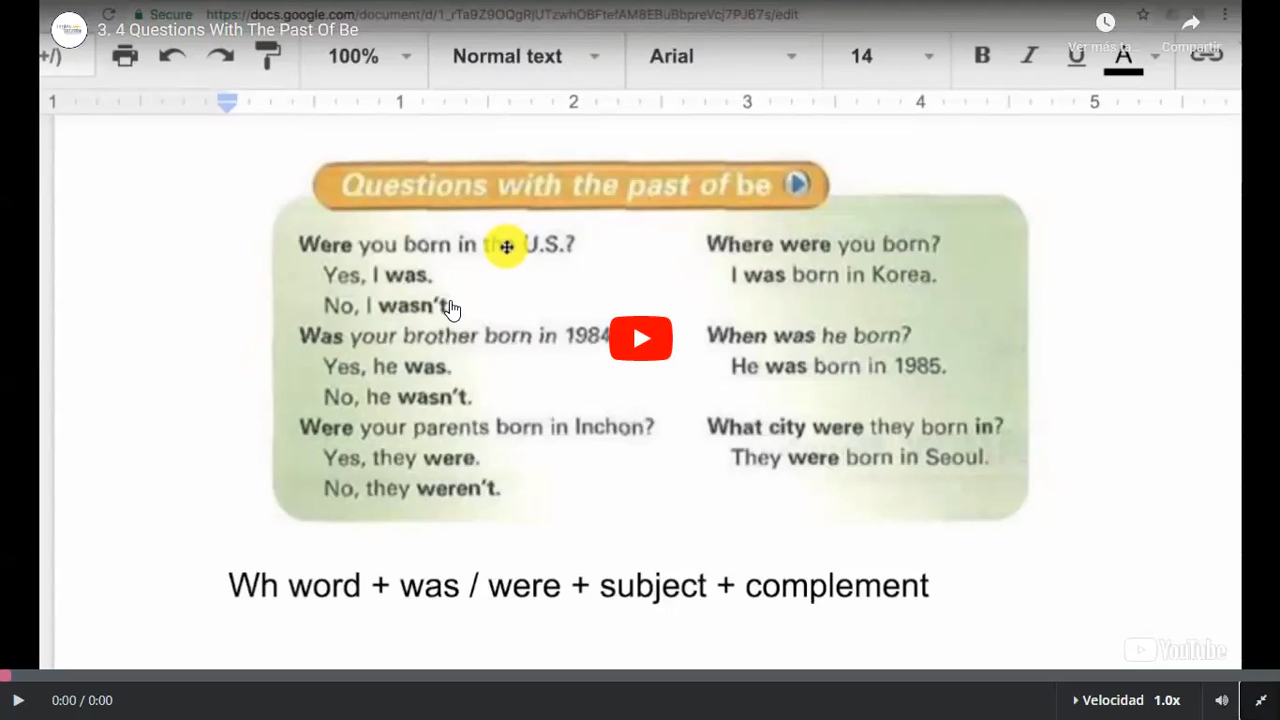 Secure https://docs.google.com/document/d/1_rTa9Z9OQgRjUTzwhOBFtefAM8EBuBbpreVcj7PJ67s/edit
3. 4 Questions With The Past Of Be
Ver más ta... Compartir
+/) 100% Normal text Arial 14 B I U A
1 1 2 3 4 5
Questions with the past of be
Were you born in the U.S.?
Yes, I was.
No, I wasn't.
Was your brother born in 1984
Yes, he was.
No, he wasn't.
Were your parents born in Inchon?
Yes, they were.
No, they weren't.
Where were you born?
I was born in Korea.
When was he born?
He was born in 1985.
What city were they born in?
They were born in Seoul.
Wh word + was / were + subject + complement
YouTube
0:00 / 0:00 Velocidad 1.0x